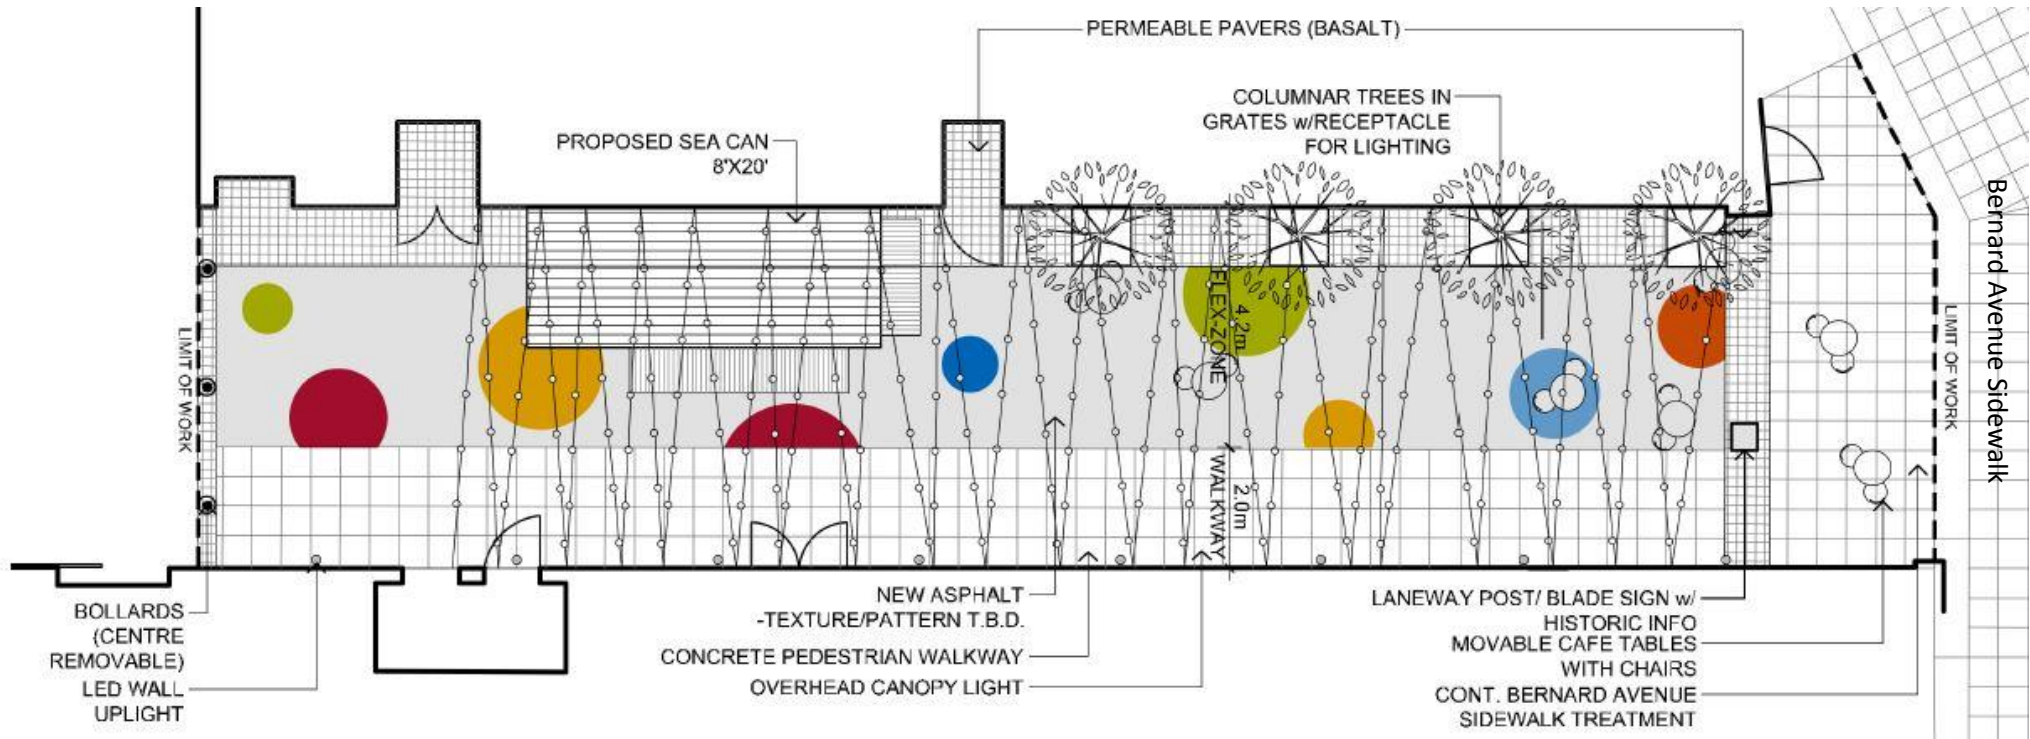 PERMEABLE PAVERS (BASALT)
COLUMNAR TREES IN
GRATES w/RECEPTACLE
FOR LIGHTING
PROPOSED SEA CAN
8'X20'
Bernard Avenue Sidewalk
LIMIT OF WORK
LIMIT OF WORK
FLEX-ZONE
4.2m
WALKWAY
2.0m
BOLLARDS
(CENTRE
REMOVABLE)
LED WALL
UPLIGHT
NEW ASPHALT
-TEXTURE/PATTERN T.B.D.
CONCRETE PEDESTRIAN WALKWAY
OVERHEAD CANOPY LIGHT
LANEWAY POST/ BLADE SIGN w/
HISTORIC INFO
MOVABLE CAFE TABLES
WITH CHAIRS
CONT. BERNARD AVENUE
SIDEWALK TREATMENT